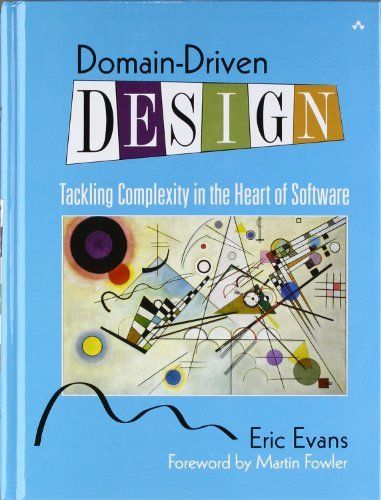 Domain-Driven
DESIGN
Tackling Complexity in the Heart of Software
Eric Evans
Foreword by Martin Fowler